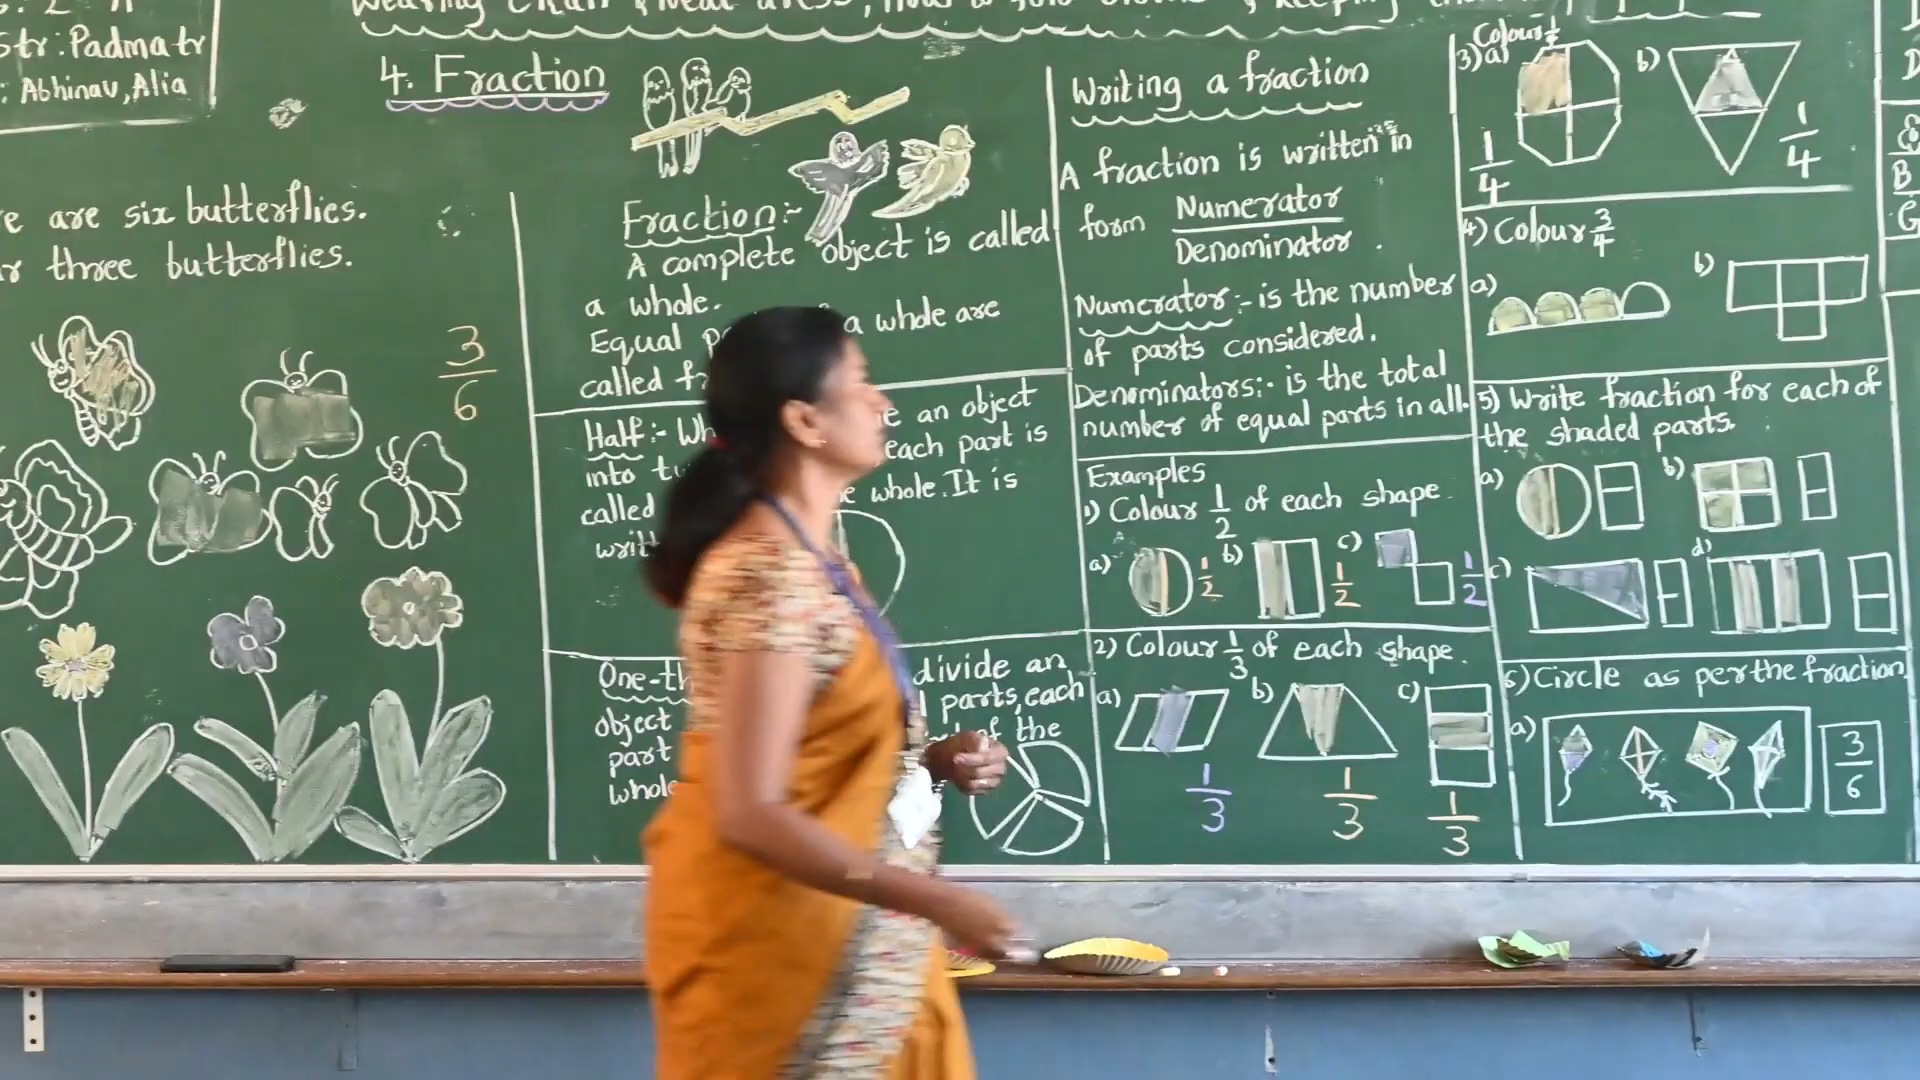 Str: Padma tr
: Abhinav, Alia
4. Fraction
are six butterflies.
three butterflies.
3
6
Fraction:-
A complete object is called
a whole.
Equal a whole are
called
Half:- an object
into each part is
called whole. It is
divide an
object parts, each
part of the
whole
Writing a fraction
A fraction is written in
form Numerator
Denominator.
Numerator:- is the number
of parts considered.
Denominators:- is the total
number of equal parts in all.
Examples
1) Colour 1/2 of each shape.
a) 1/2 b) 1/2 c) 1/2
2) Colour 1/3 of each shape.
a) b) c)
1/3 1/3 1/3
Colour 1/4
3) a) b)
1/4 1/4
4) Colour 3/4
a) b)
5) Write fraction for each of
the shaded parts.
a) b)
c) d)
6) Circle as per the fraction
a) 3/6
B
G